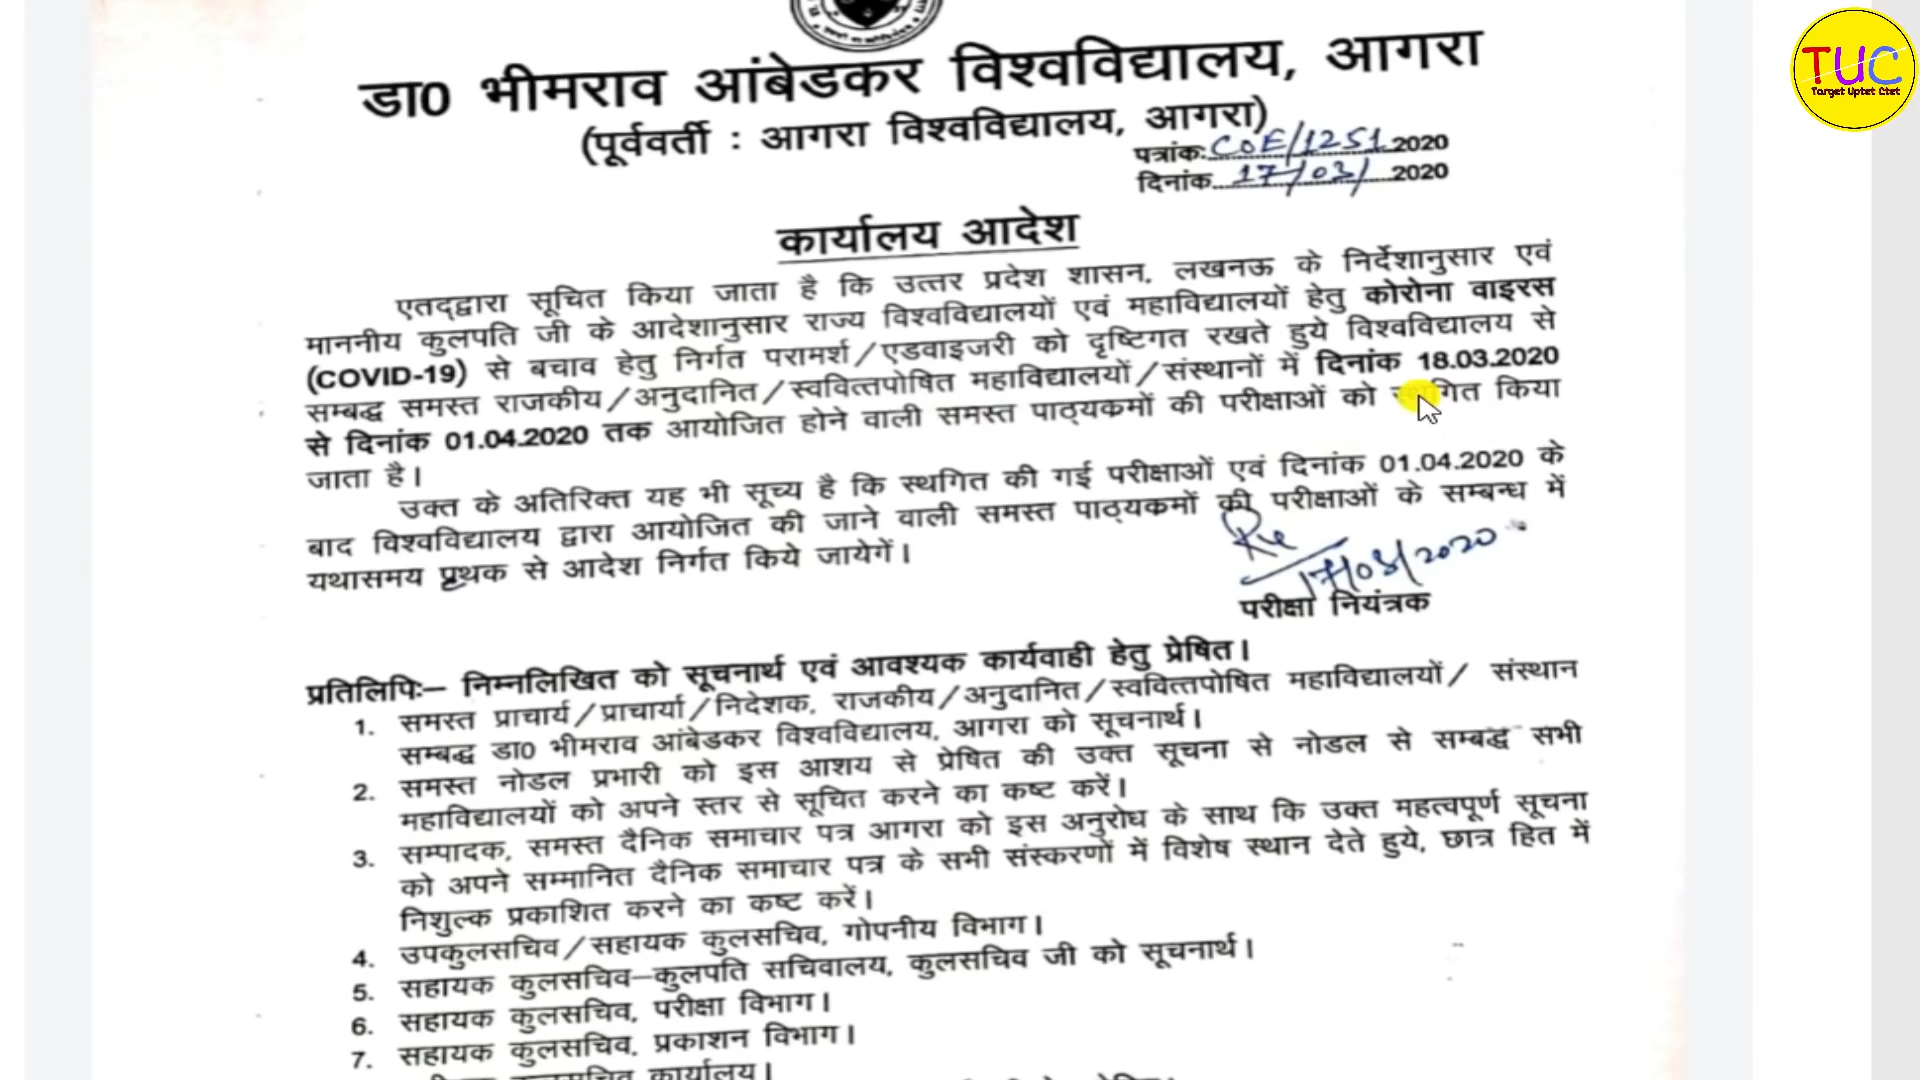 डा0 भीमराव आंबेडकर विश्वविद्यालय, आगरा
(पूर्ववर्ती : आगरा विश्वविद्यालय, आगरा)
पत्रांकः COE/1251 2020
दिनांक 17/03/ 2020
कार्यालय आदेश
एतद्द्वारा सूचित किया जाता है कि उत्तर प्रदेश शासन, लखनऊ के निर्देशानुसार एवं
माननीय कुलपति जी के आदेशानुसार राज्य विश्वविद्यालयों एवं महाविद्यालयों हेतु कोरोना वाइरस
(COVID-19) से बचाव हेतु निर्गत परामर्श/एडवाइजरी को दृष्टिगत रखते हुये विश्वविद्यालय से
सम्बद्ध समस्त राजकीय/अनुदानित/स्ववित्तपोषित महाविद्यालयों/संस्थानों में दिनांक 18.03.2020
से दिनांक 01.04.2020 तक आयोजित होने वाली समस्त पाठ्यकमों की परीक्षाओं को स्थगित किया
जाता है।
उक्त के अतिरिक्त यह भी सूच्य है कि स्थगित की गई परीक्षाओं एवं दिनांक 01.04.2020 के
बाद विश्वविद्यालय द्वारा आयोजित की जाने वाली समस्त पाठ्यकमों की परीक्षाओं के सम्बन्ध में
यथासमय प्रृथक से आदेश निर्गत किये जायेगें।
17/03/2020
परीक्षा नियंत्रक
प्रतिलिपिः– निम्नलिखित को सूचनार्थ एवं आवश्यक कार्यवाही हेतु प्रेषित।
1. समस्त प्राचार्य/प्राचार्या/निदेशक, राजकीय/अनुदानित/स्ववित्तपोषित महाविद्यालयों/ संस्थान
सम्बद्ध डा0 भीमराव आंबेडकर विश्वविद्यालय, आगरा को सूचनार्थ।
2. समस्त नोडल प्रभारी को इस आशय से प्रेषित की उक्त सूचना से नोडल से सम्बद्ध सभी
महाविद्यालयों को अपने स्तर से सूचित करने का कष्ट करें।
3. सम्पादक, समस्त दैनिक समाचार पत्र आगरा को इस अनुरोध के साथ कि उक्त महत्वपूर्ण सूचना
को अपने सम्मानित दैनिक समाचार पत्र के सभी संस्करणों में विशेष स्थान देते हुये, छात्र हित में
निशुल्क प्रकाशित करने का कष्ट करें।
4. उपकुलसचिव/सहायक कुलसचिव, गोपनीय विभाग।
5. सहायक कुलसचिव–कुलपति सचिवालय, कुलसचिव जी को सूचनार्थ।
6. सहायक कुलसचिव, परीक्षा विभाग।
7. सहायक कुलसचिव, प्रकाशन विभाग।
कुलसचिव कार्यालय।
TUC
Target Uptet Ctet